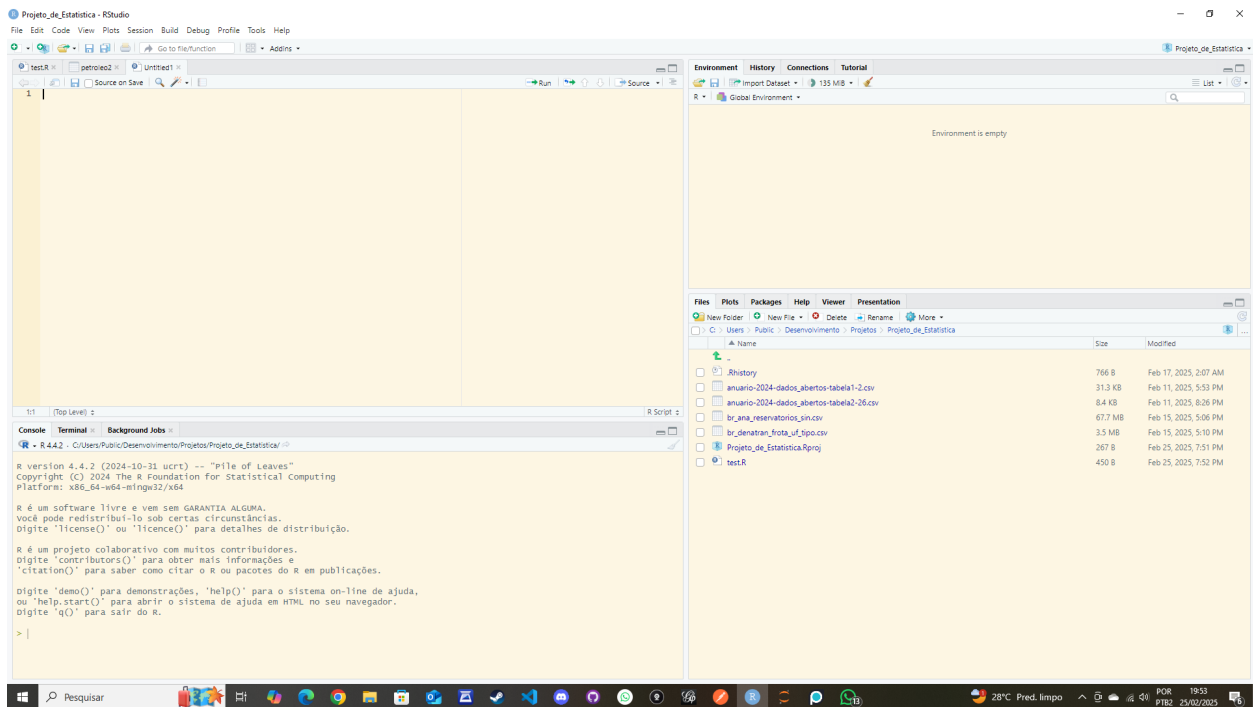 Projeto_de_Estatistica - RStudio
File Edit Code View Plots Session Build Debug Profile Tools Help
Go to file/function Addins Projeto_de_Estatistica
test.R petroleo2 Untitled1
Source on Save Run Source
1
1:1 (Top Level) R Script
Console Terminal Background Jobs
R 4.4.2 · C:/Users/Public/Desenvolvimento/Projetos/Projeto_de_Estatistica/
R version 4.4.2 (2024-10-31 ucrt) -- "Pile of Leaves"
Copyright (C) 2024 The R Foundation for Statistical Computing
Platform: x86_64-w64-mingw32/x64
R é um software livre e vem sem GARANTIA ALGUMA.
Você pode redistribuí-lo sob certas circunstâncias.
Digite 'license()' ou 'licence()' para detalhes de distribuição.
R é um projeto colaborativo com muitos contribuidores.
Digite 'contributors()' para obter mais informações e
'citation()' para saber como citar o R ou pacotes do R em publicações.
Digite 'demo()' para demonstrações, 'help()' para o sistema on-line de ajuda,
ou 'help.start()' para abrir o sistema de ajuda em HTML no seu navegador.
Digite 'q()' para sair do R.
>
Environment History Connections Tutorial
Import Dataset 135 MiB List
R Global Environment
Environment is empty
Files Plots Packages Help Viewer Presentation
New Folder New File Delete Rename More
C: > Users > Public > Desenvolvimento > Projetos > Projeto_de_Estatistica ...
Name Size Modified
..
.Rhistory 766 B Feb 17, 2025, 2:07 AM
anuario-2024-dados_abertos-tabela1-2.csv 31.3 KB Feb 11, 2025, 5:53 PM
anuario-2024-dados_abertos-tabela2-26.csv 8.4 KB Feb 11, 2025, 8:26 PM
br_ana_reservatorios_sin.csv 67.7 MB Feb 15, 2025, 5:06 PM
br_denatran_frota_uf_tipo.csv 3.5 MB Feb 15, 2025, 5:10 PM
Projeto_de_Estatistica.Rproj 267 B Feb 25, 2025, 7:51 PM
test.R 450 B Feb 25, 2025, 7:52 PM
Pesquisar 13 28°C Pred. limpo POR 19:53
PTB2 25/02/2025 6